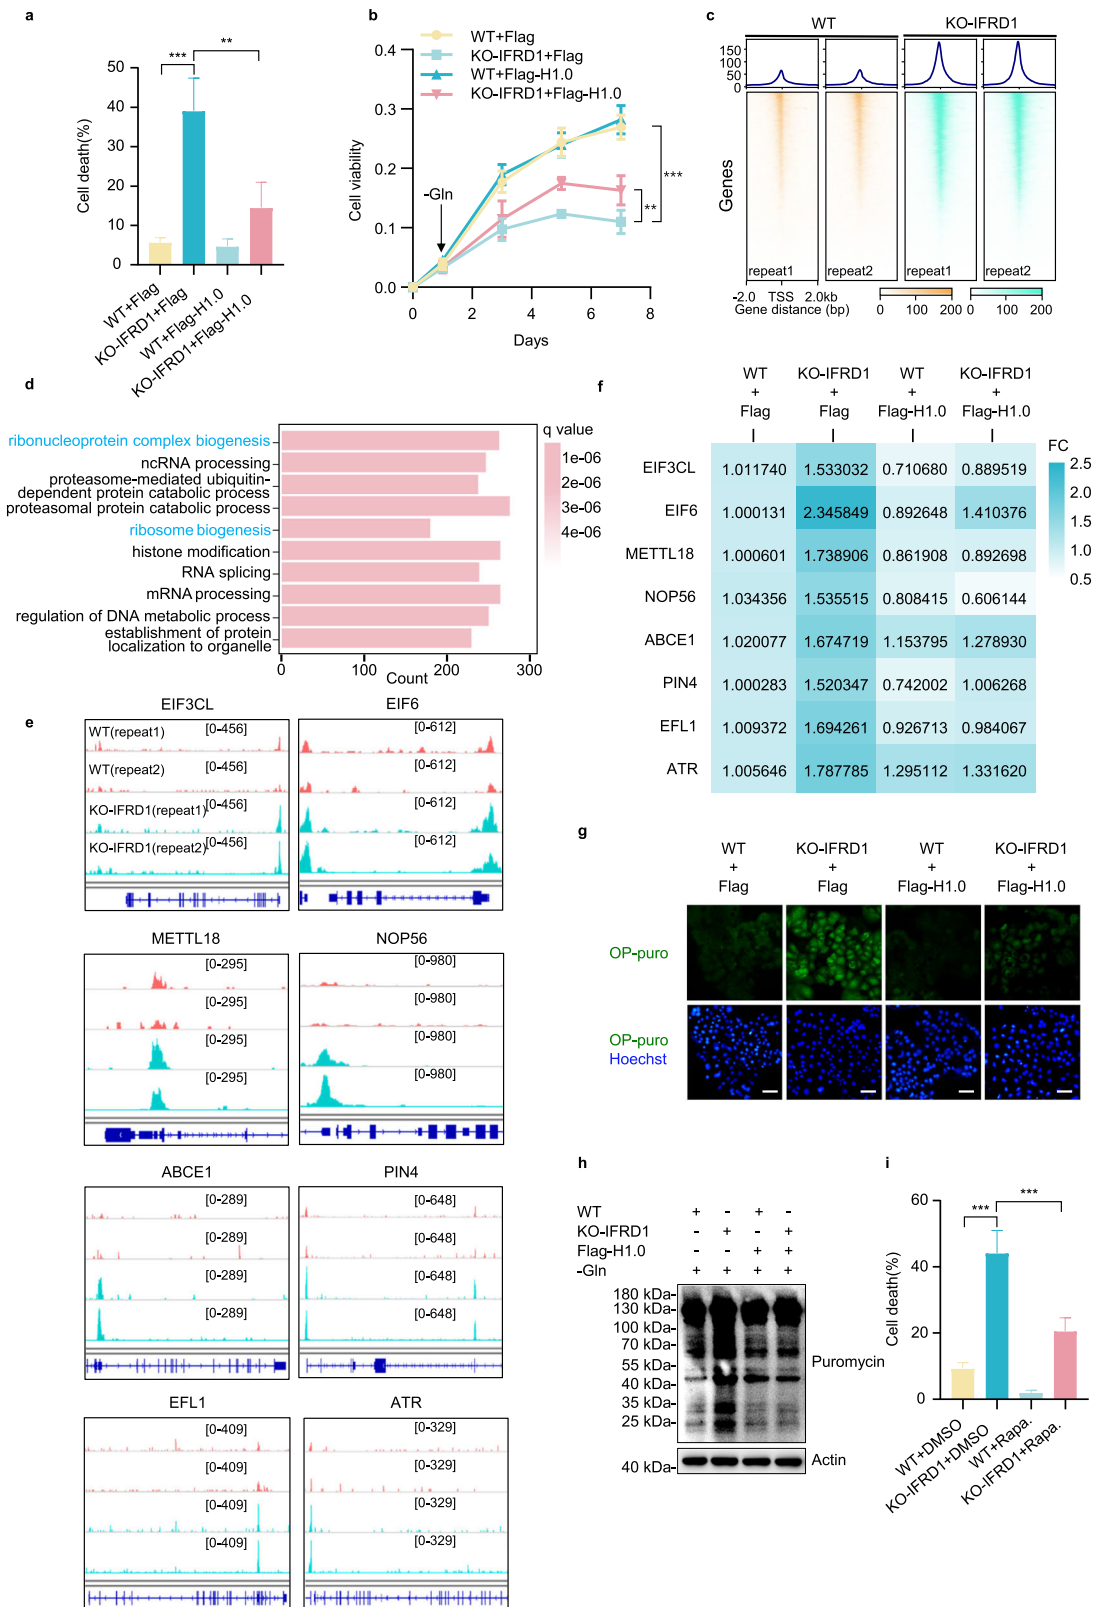 a
***
**
Cell death(%)
50
40
30
20
10
0
WT+Flag
KO-IFRD1+Flag
WT+Flag-H1.0
KO-IFRD1+Flag-H1.0
b
WT+Flag
KO-IFRD1+Flag
WT+Flag-H1.0
KO-IFRD1+Flag-H1.0
Cell viability
0.4
0.3
0.2
0.1
0.0
-Gln
**
***
0 2 4 6 8
Days
c
WT KO-IFRD1
150
100
50
0
Genes
repeat1 repeat2 repeat1 repeat2
-2.0 TSS 2.0kb
Gene distance (bp)
0 100 200
0 100 200
d
ribonucleoprotein complex biogenesis
ncRNA processing
proteasome-mediated ubiquitin-
dependent protein catabolic process
proteasomal protein catabolic process
ribosome biogenesis
histone modification
RNA splicing
mRNA processing
regulation of DNA metabolic process
establishment of protein
localization to organelle
0 100 200 300
Count
q value
1e-06
2e-06
3e-06
4e-06
e
EIF3CL
WT(repeat1) [0-456]
WT(repeat2) [0-456]
KO-IFRD1(repeat1) [0-456]
KO-IFRD1(repeat2) [0-456]
EIF6
[0-612]
[0-612]
[0-612]
[0-612]
METTL18
[0-295]
[0-295]
[0-295]
[0-295]
NOP56
[0-980]
[0-980]
[0-980]
[0-980]
ABCE1
[0-289]
[0-289]
[0-289]
[0-289]
PIN4
[0-648]
[0-648]
[0-648]
[0-648]
EFL1
[0-409]
[0-409]
[0-409]
[0-409]
ATR
[0-329]
[0-329]
[0-329]
[0-329]
f
WT KO-IFRD1 WT KO-IFRD1
+ + + +
Flag Flag Flag-H1.0 Flag-H1.0
EIF3CL 1.011740 1.533032 0.710680 0.889519
EIF6 1.000131 2.345849 0.892648 1.410376
METTL18 1.000601 1.738906 0.861908 0.892698
NOP56 1.034356 1.535515 0.808415 0.606144
ABCE1 1.020077 1.674719 1.153795 1.278930
PIN4 1.000283 1.520347 0.742002 1.006268
EFL1 1.009372 1.694261 0.926713 0.984067
ATR 1.005646 1.787785 1.295112 1.331620
FC
2.5
2.0
1.5
1.0
0.5
g
WT KO-IFRD1 WT KO-IFRD1
+ + + +
Flag Flag Flag-H1.0 Flag-H1.0
OP-puro
OP-puro
Hoechst
h
WT + - + -
KO-IFRD1 - + - +
Flag-H1.0 - - + +
-Gln + + + +
180 kDa-
130 kDa-
100 kDa-
70 kDa-
55 kDa-
40 kDa-
35 kDa-
25 kDa-
Puromycin
40 kDa-
Actin
i
***
***
Cell death(%)
60
40
20
0
WT+DMSO
KO-IFRD1+DMSO
WT+Rapa.
KO-IFRD1+Rapa.